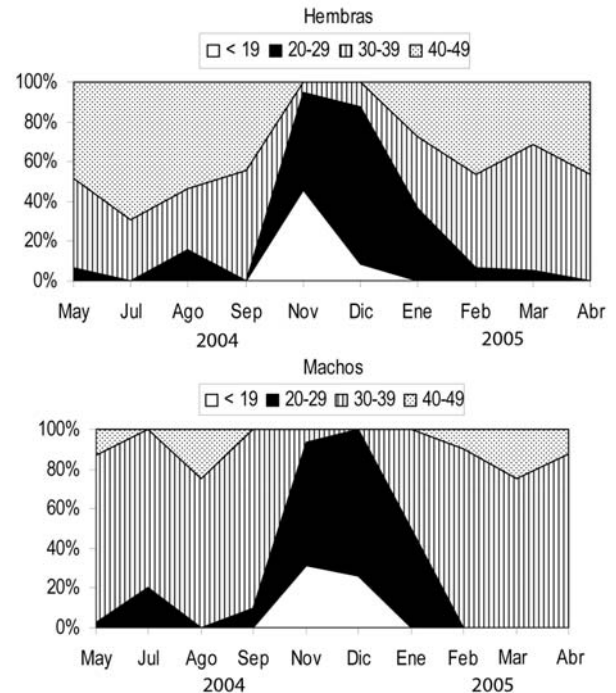 Hembras
< 19 20-29 30-39 40-49
100%
80%
60%
40%
20%
0%
May Jul Ago Sep Nov Dic Ene Feb Mar Abr
2004 2005
Machos
< 19 20-29 30-39 40-49
100%
80%
60%
40%
20%
0%
May Jul Ago Sep Nov Dic Ene Feb Mar Abr
2004 2005